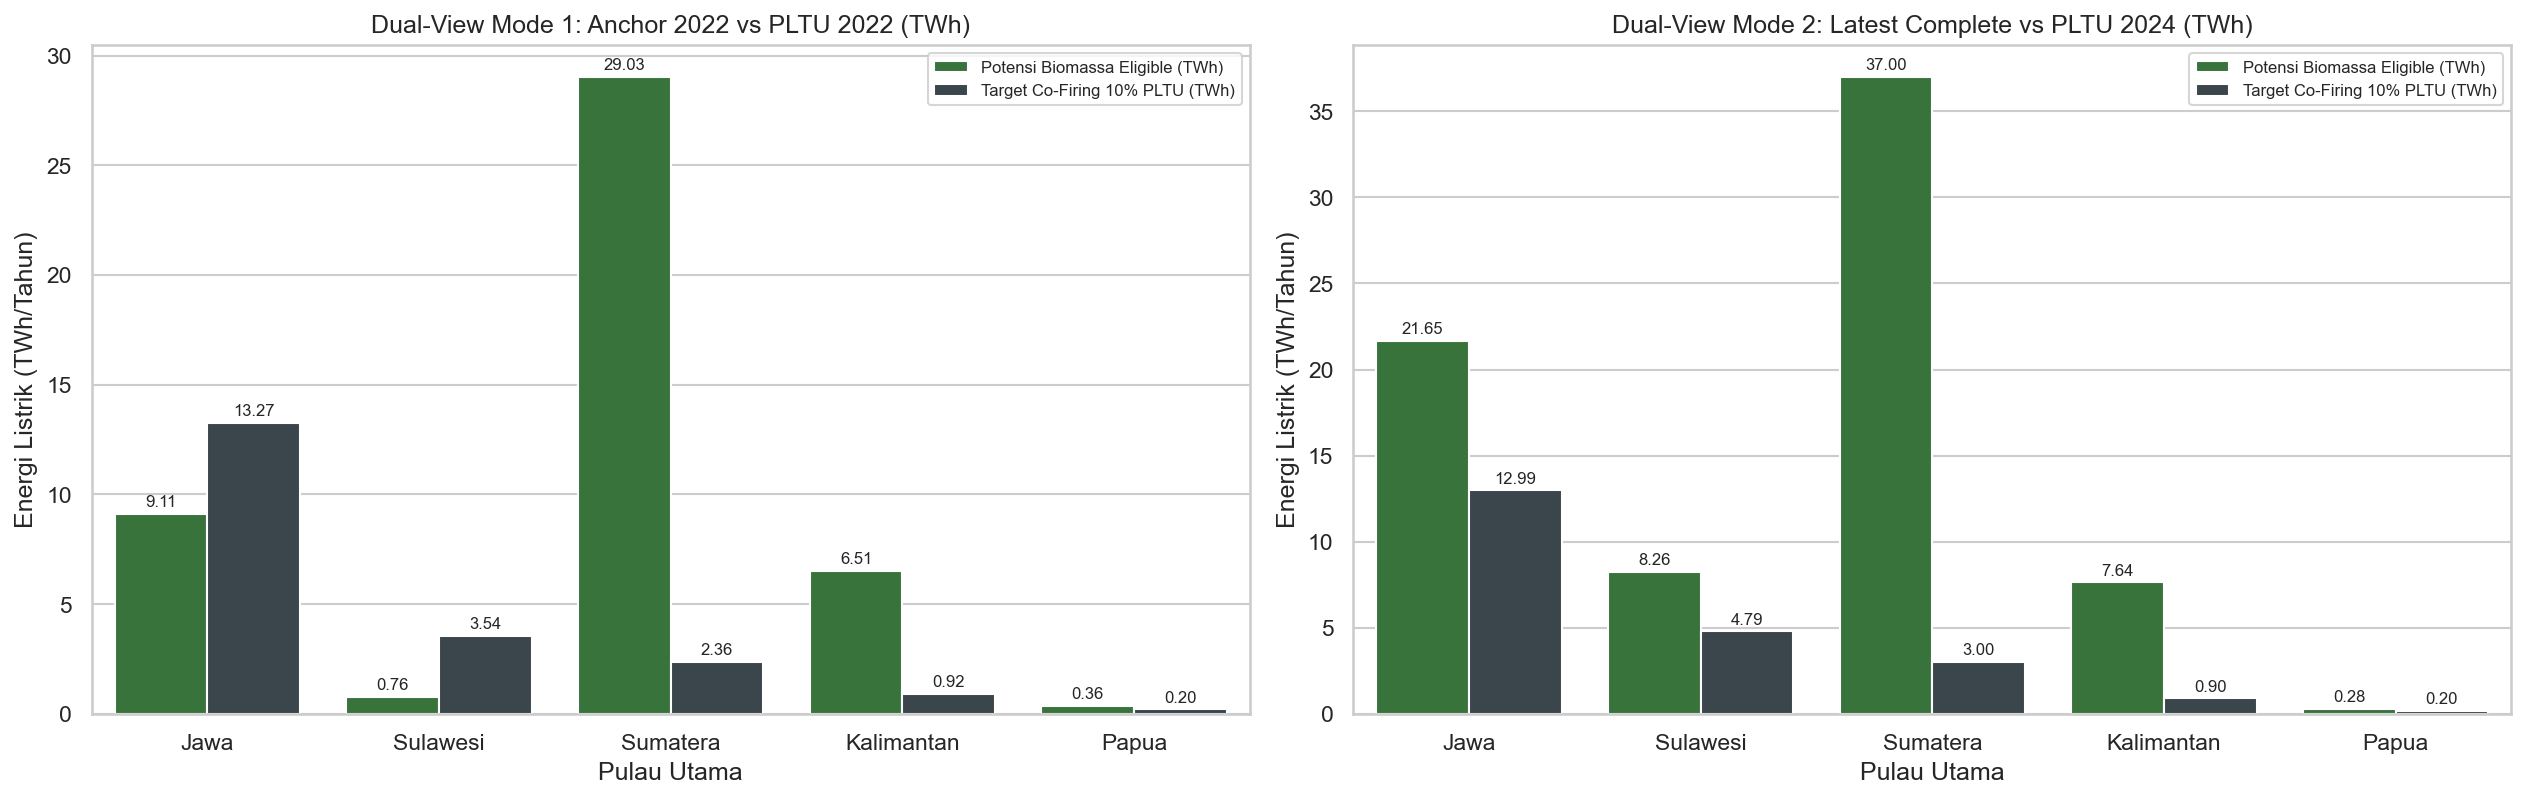 Dual-View Mode 1: Anchor 2022 vs PLTU 2022 (TWh)
Potensi Biomassa Eligible (TWh)
Target Co-Firing 10% PLTU (TWh)
Energi Listrik (TWh/Tahun)
30
25
20
15
10
5
0
9.11
13.27
0.76
3.54
29.03
2.36
6.51
0.92
0.36
0.20
Jawa
Sulawesi
Sumatera
Kalimantan
Papua
Pulau Utama
Dual-View Mode 2: Latest Complete vs PLTU 2024 (TWh)
Potensi Biomassa Eligible (TWh)
Target Co-Firing 10% PLTU (TWh)
Energi Listrik (TWh/Tahun)
35
30
25
20
15
10
5
0
21.65
12.99
8.26
4.79
37.00
3.00
7.64
0.90
0.28
0.20
Jawa
Sulawesi
Sumatera
Kalimantan
Papua
Pulau Utama